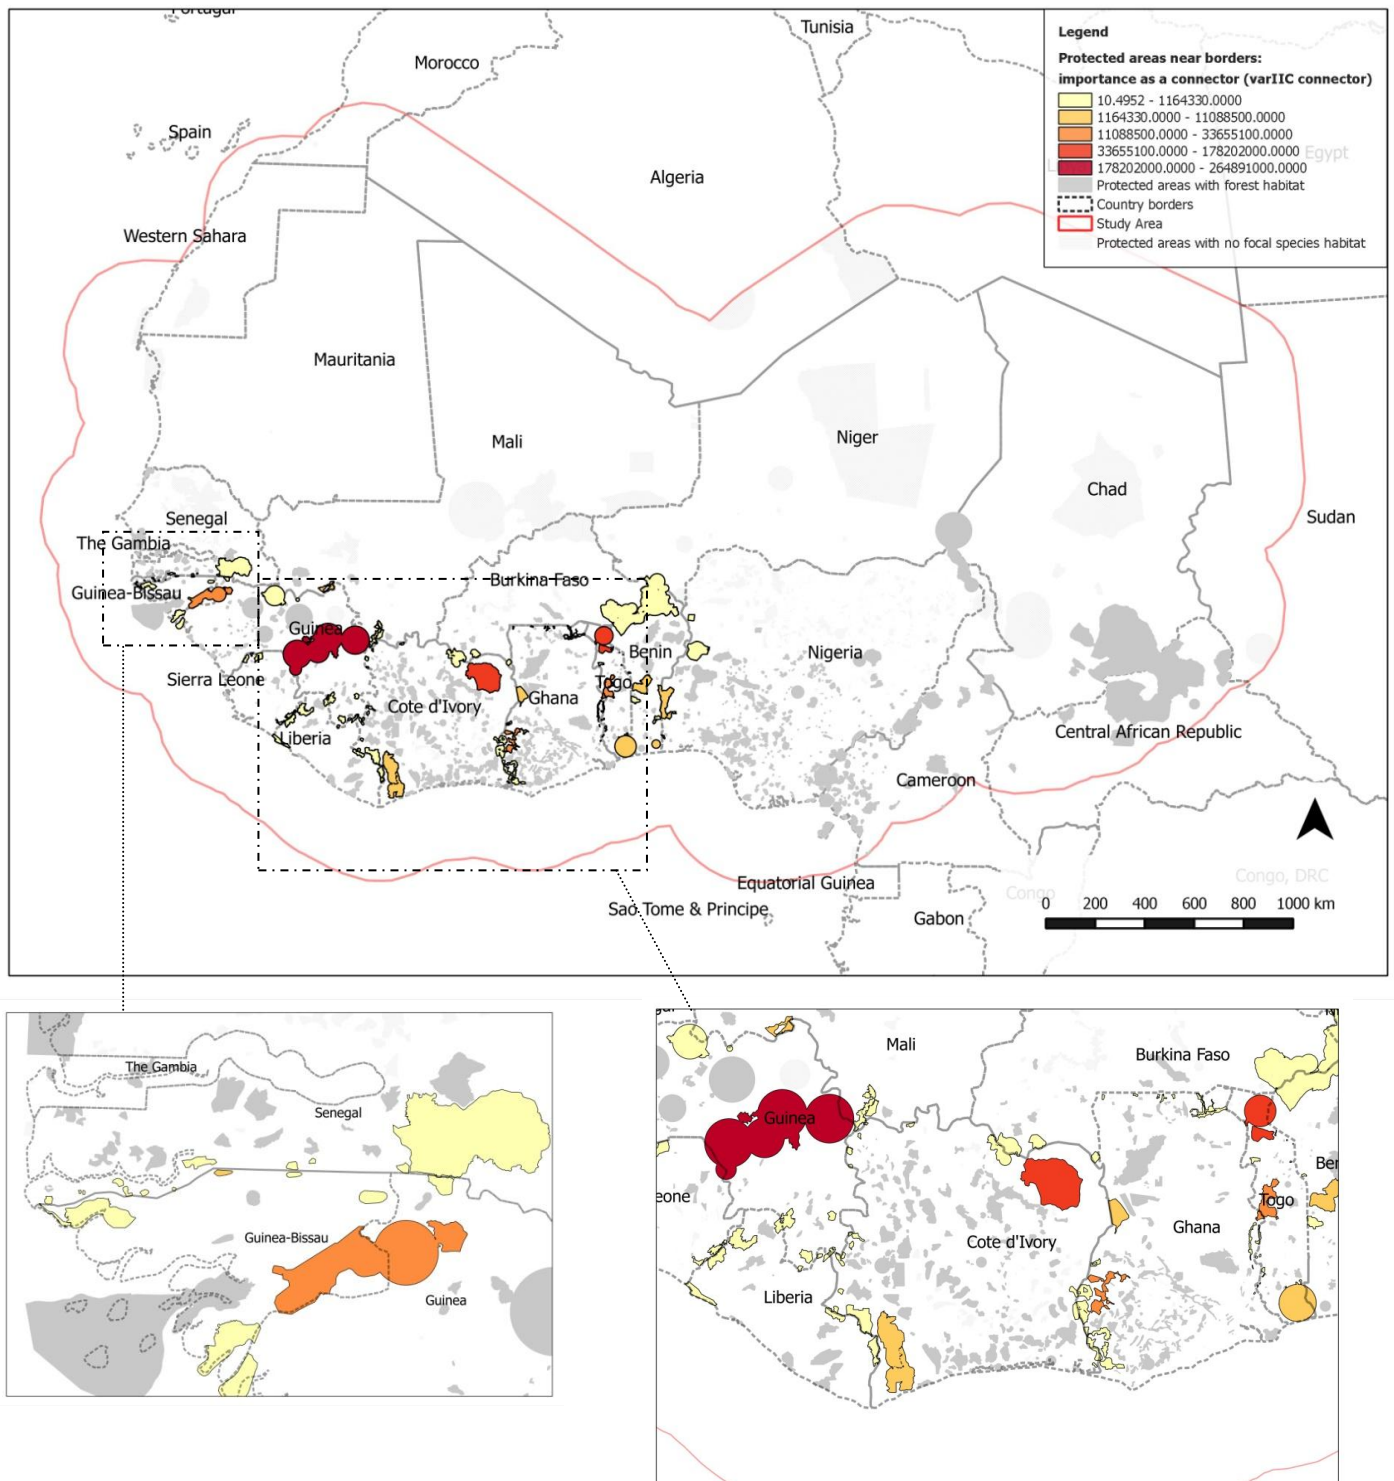 Portugal
Tunisia
Morocco
Legend
Protected areas near borders:
importance as a connector (varIIC connector)
10.4952 - 1164330.0000
1164330.0000 - 11088500.0000
11088500.0000 - 33655100.0000
33655100.0000 - 178202000.0000
178202000.0000 - 264891000.0000
Protected areas with forest habitat
Country borders
Study Area
Protected areas with no focal species habitat
Egypt
Spain
Algeria
Western Sahara
Mauritania
Mali
Niger
Chad
Sudan
Senegal
The Gambia
Guinea-Bissau
Burkina Faso
Guinea
Benin
Nigeria
Sierra Leone
Togo
Ghana
Cote d'Ivory
Liberia
Central African Republic
Cameroon
Equatorial Guinea
Congo, DRC
Congo
Sao Tome & Principe
Gabon
0 200 400 600 800 1000 km
The Gambia
Senegal
Guinea-Bissau
Guinea
Mali
Burkina Faso
Guinea
Ber
eone
Togo
Ghana
Cote d'Ivory
Liberia